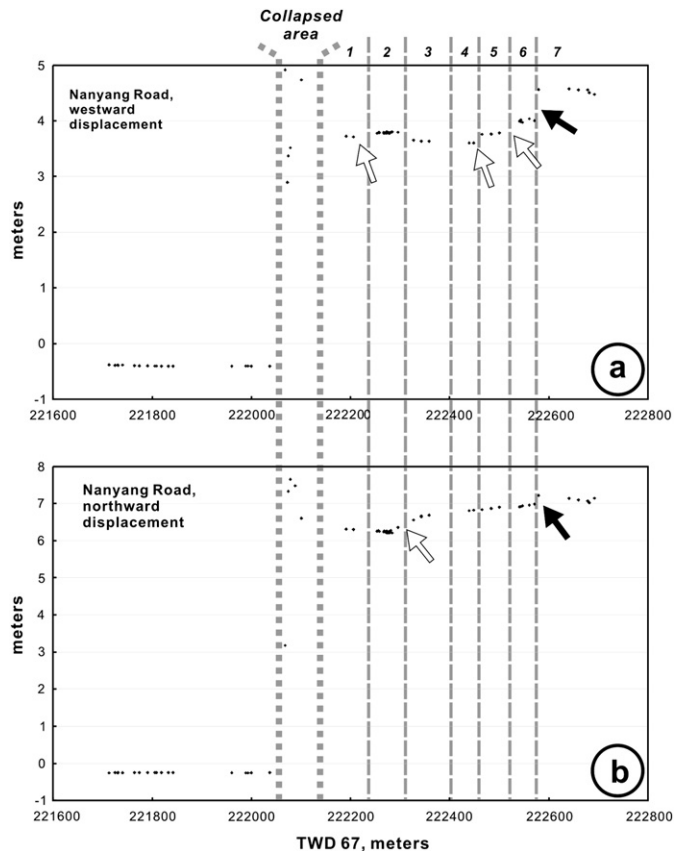 Collapsed
area
1 2 3 4 5 6 7
5
Nanyang Road,
westward
displacement
4
3
2
1
0
-1
meters
a
221600 221800 222000 222200 222400 222600 222800
8
Nanyang Road,
northward
displacement
7
6
5
4
3
2
1
0
-1
meters
b
221600 221800 222000 222200 222400 222600 222800
TWD 67, meters